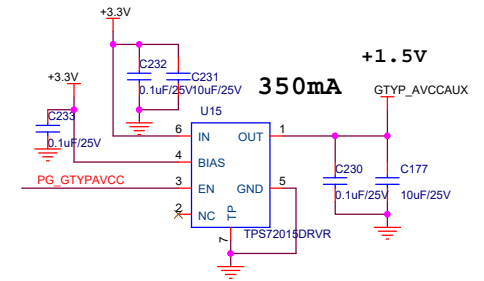 +3.3V
+1.5V
C232
C231
0.1uF/25V
10uF/25V
350mA
GTYP_AVCCAUX
+3.3V
C233
0.1uF/25V
U15
6 IN OUT 1
4 BIAS
PG_GTYPAVCC
3 EN GND 5
2 NC
TP
7
TPS72015DRVR
C230
0.1uF/25V
C177
10uF/25V